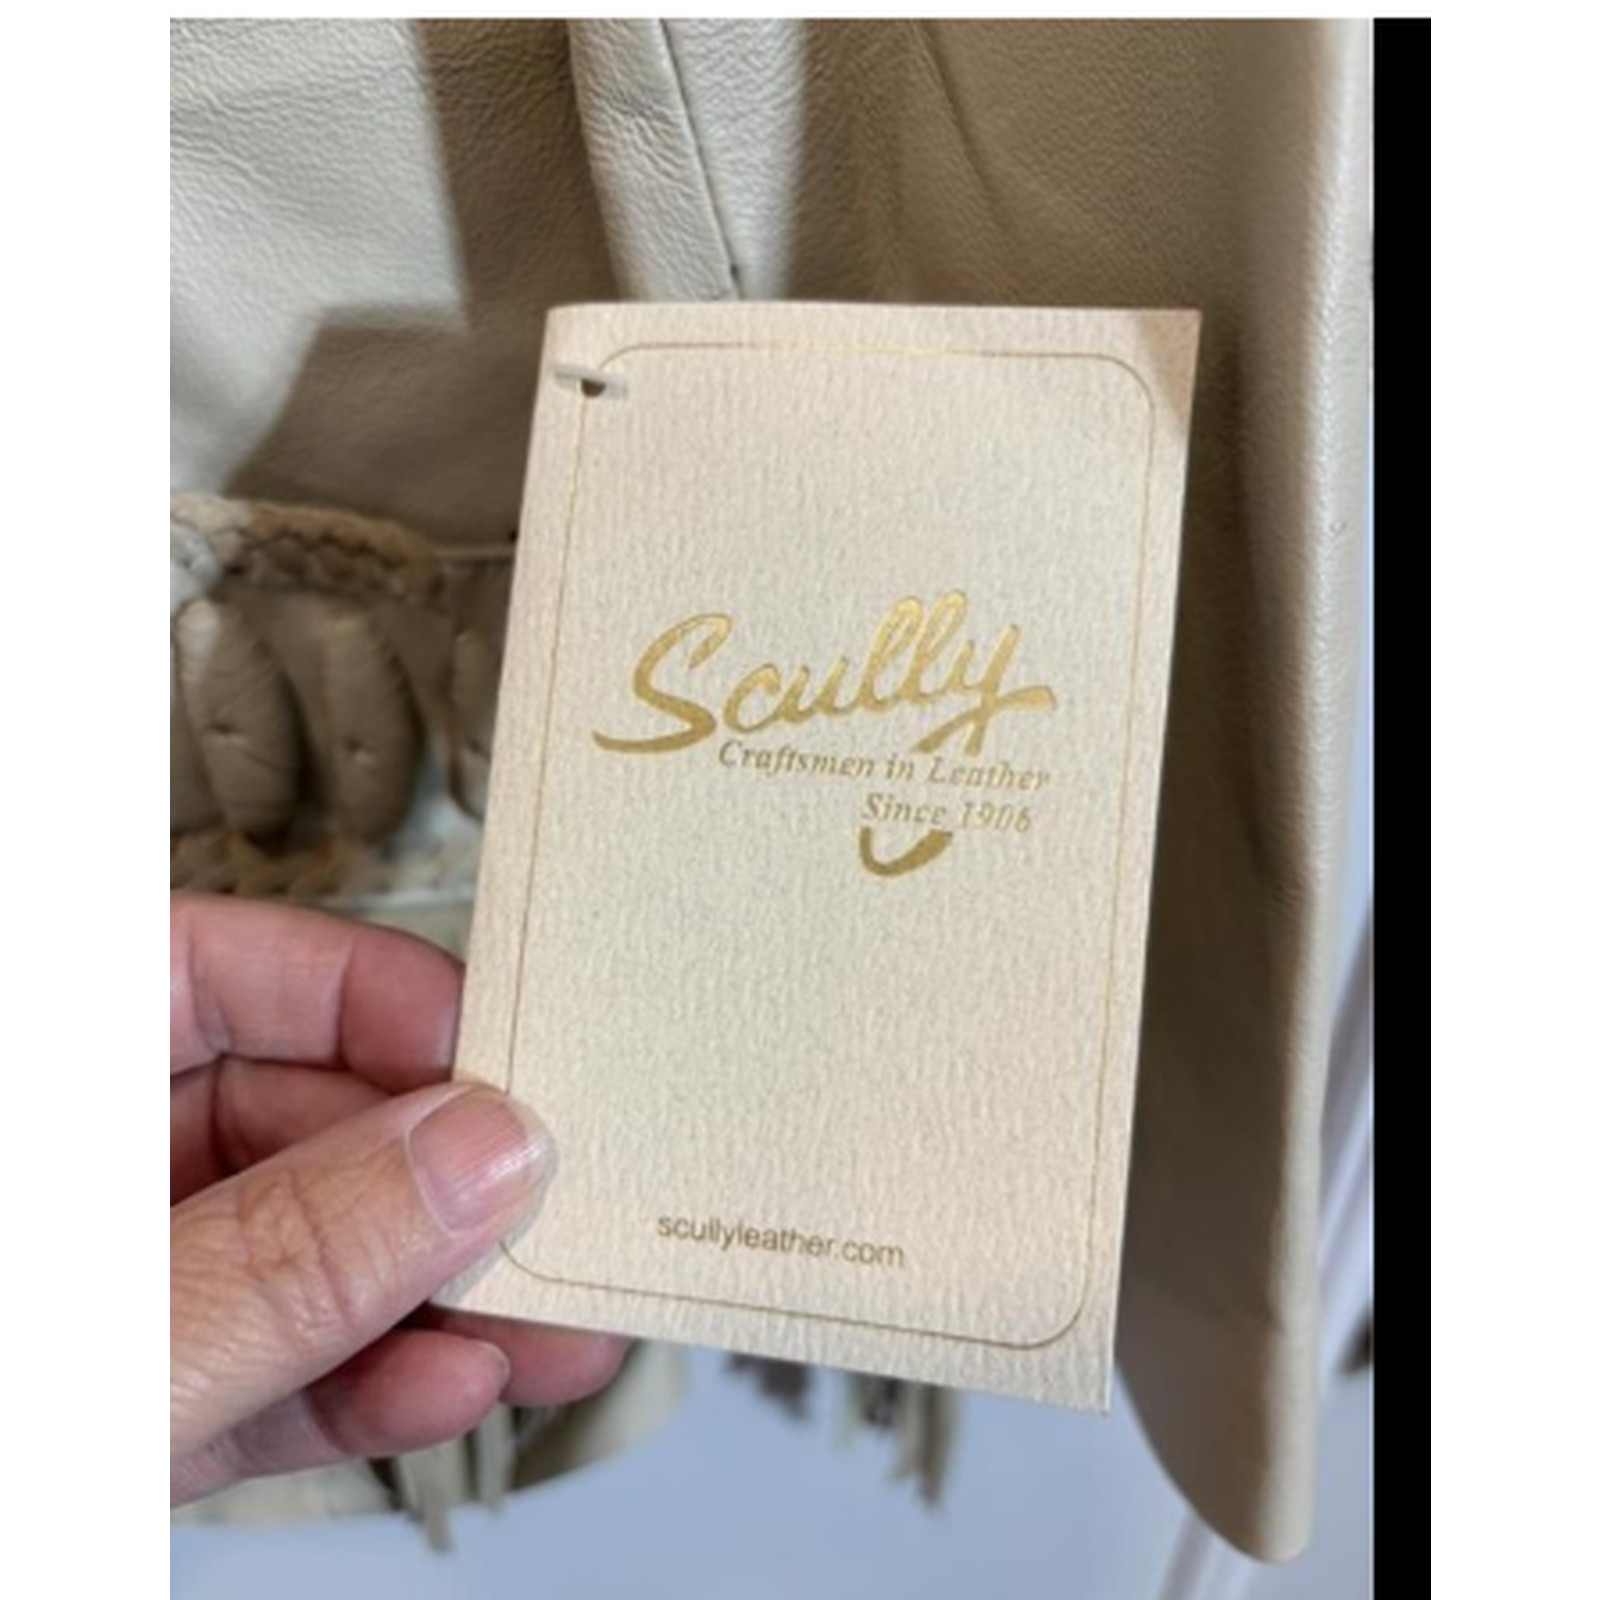 Scully
Craftsmen in Leather
Since 1906
scullyleather.com